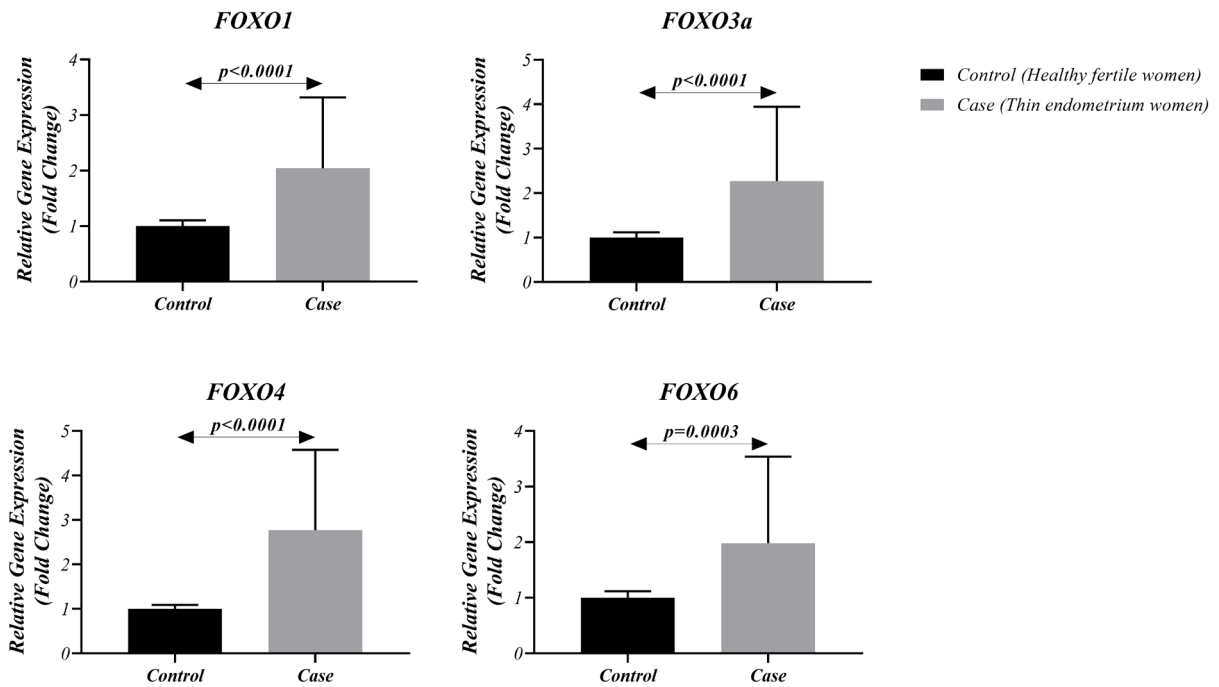 FOXO1
Relative Gene Expression
(Fold Change)
4
3
2
1
0
p<0.0001
Control
Case
FOXO3a
Relative Gene Expression
(Fold Change)
5
4
3
2
1
0
p<0.0001
Control
Case
Control (Healthy fertile women)
Case (Thin endometrium women)
FOXO4
Relative Gene Expression
(Fold Change)
5
4
3
2
1
0
p<0.0001
Control
Case
FOXO6
Relative Gene Expression
(Fold Change)
4
3
2
1
0
p=0.0003
Control
Case